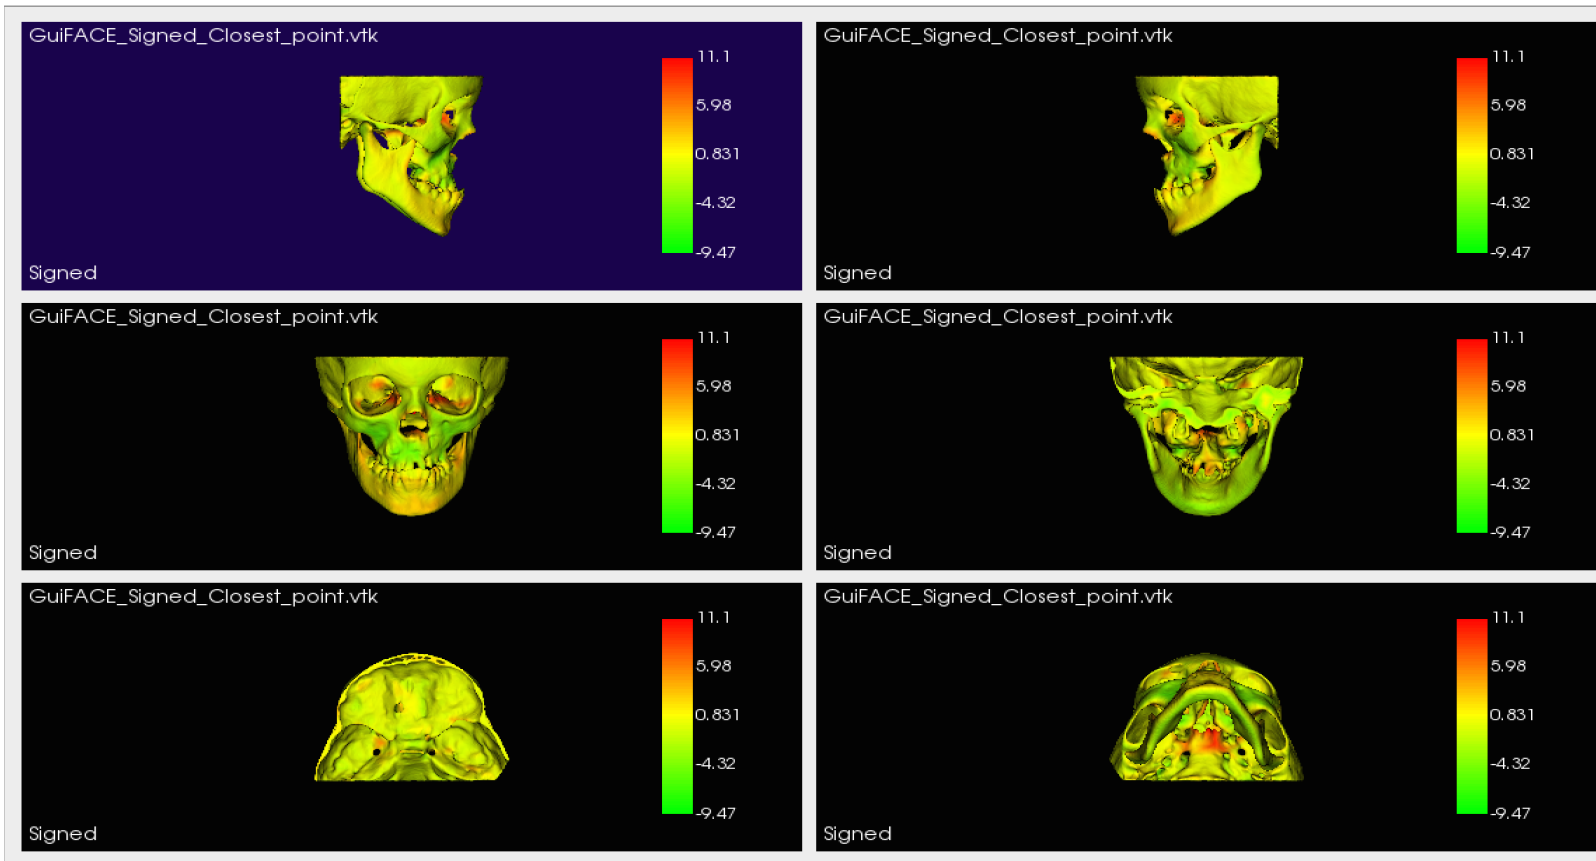 GuiFACE_Signed_Closest_point.vtk
11.1
5.98
0.831
-4.32
-9.47
Signed
GuiFACE_Signed_Closest_point.vtk
11.1
5.98
0.831
-4.32
-9.47
Signed
GuiFACE_Signed_Closest_point.vtk
11.1
5.98
0.831
-4.32
-9.47
Signed
GuiFACE_Signed_Closest_point.vtk
11.1
5.98
0.831
-4.32
-9.47
Signed
GuiFACE_Signed_Closest_point.vtk
11.1
5.98
0.831
-4.32
-9.47
Signed
GuiFACE_Signed_Closest_point.vtk
11.1
5.98
0.831
-4.32
-9.47
Signed